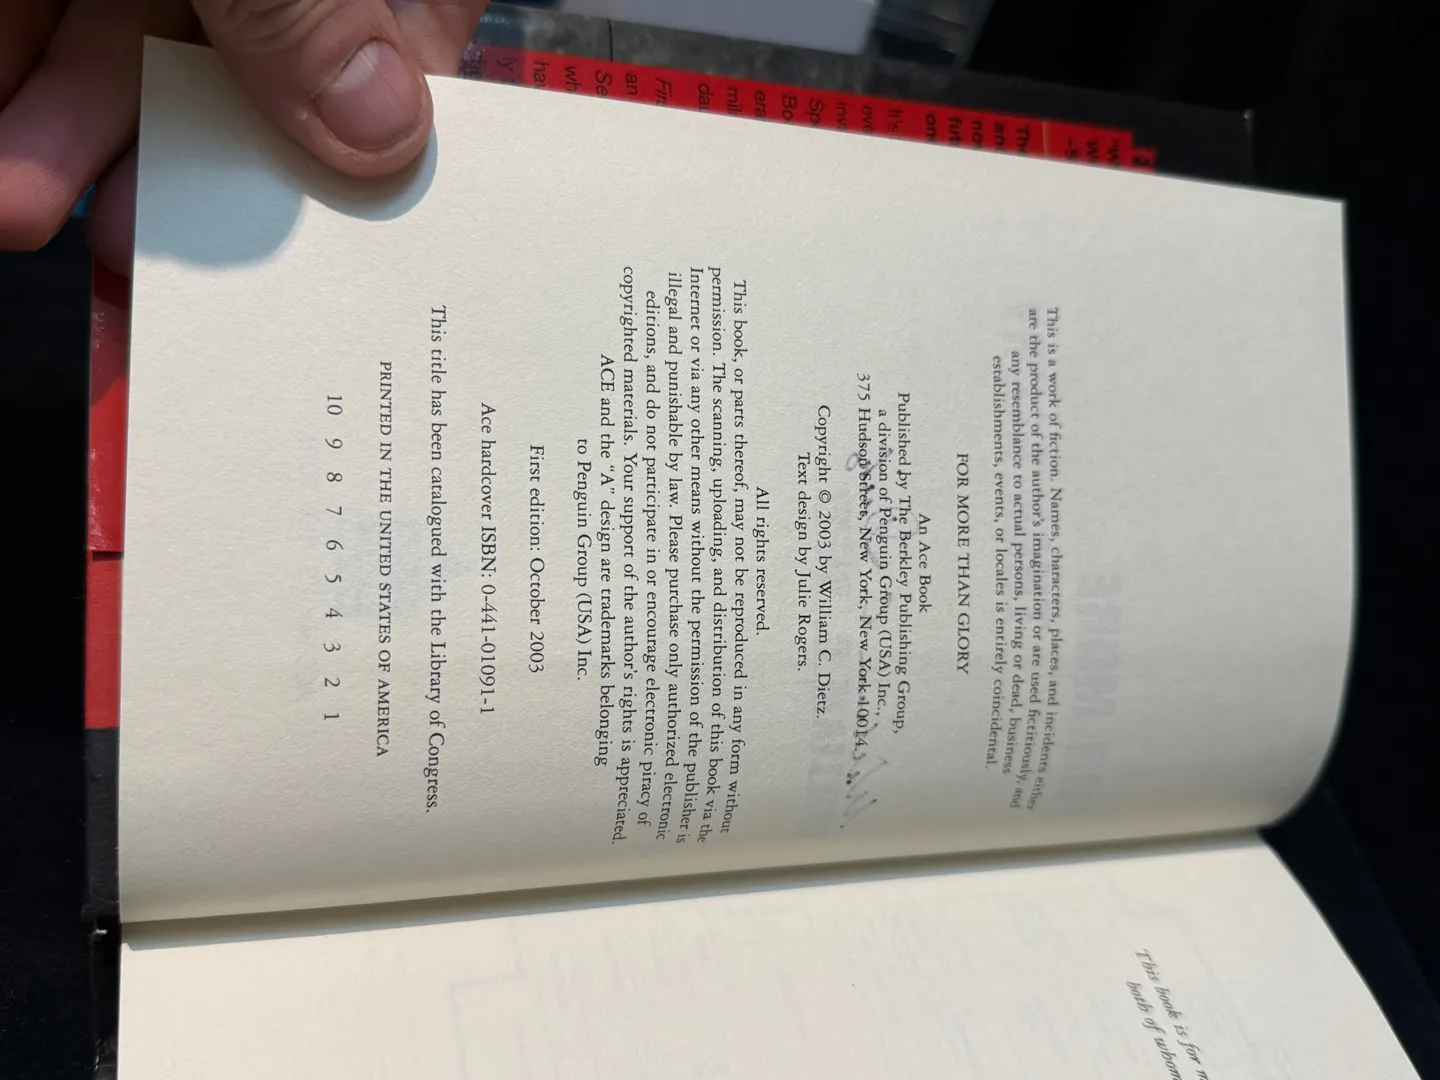 This is a work of fiction. Names, characters, places, and incidents either
are the product of the author's imagination or are used fictitiously, and
any resemblance to actual persons, living or dead, business
establishments, events, or locales is entirely coincidental.
FOR MORE THAN GLORY
An Ace Book
Published by The Berkley Publishing Group,
a division of Penguin Group (USA) Inc.,
375 Hudson Street, New York, New York 10014.
Copyright © 2003 by William C. Dietz.
Text design by Julie Rogers.
All rights reserved.
This book, or parts thereof, may not be reproduced in any form without
permission. The scanning, uploading, and distribution of this book via the
Internet or via any other means without the permission of the publisher is
illegal and punishable by law. Please purchase only authorized electronic
editions, and do not participate in or encourage electronic piracy of
copyrighted materials. Your support of the author's rights is appreciated.
ACE and the "A" design are trademarks belonging
to Penguin Group (USA) Inc.
First edition: October 2003
Ace hardcover ISBN: 0-441-01091-1
This title has been catalogued with the Library of Congress.
PRINTED IN THE UNITED STATES OF AMERICA
10 9 8 7 6 5 4 3 2 1
This book is for
both of whom